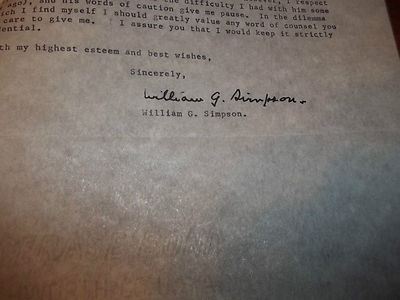 ago), and his words of caution give me pause. In the dilemma
which I find myself I should greatly value any word of counsel you
care to give me. I assure you that I would keep it strictly
dential.
th my highest esteem and best wishes,
Sincerely,
William G. Simpson.
William G. Simpson.